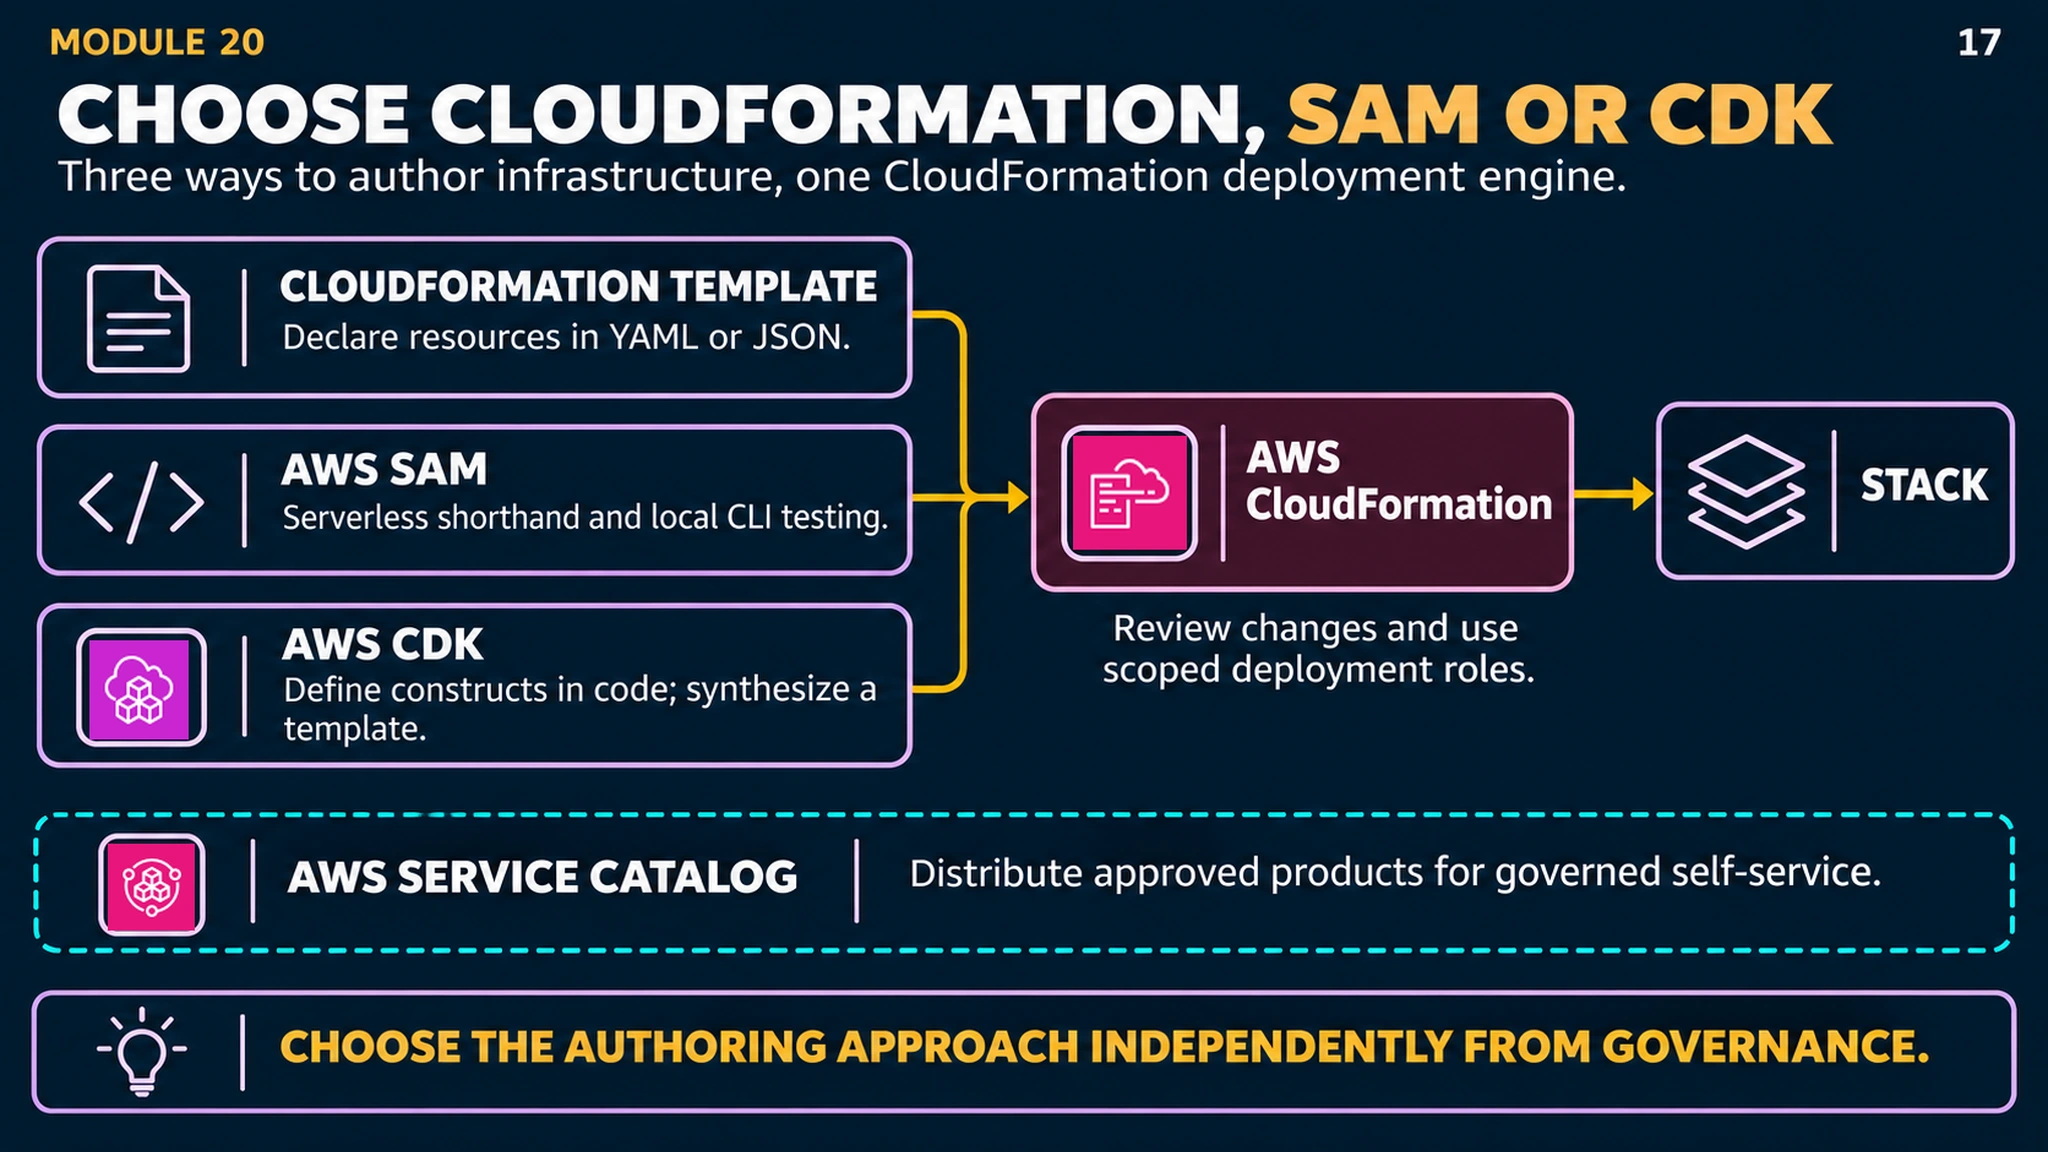 MODULE 20
17
CHOOSE CLOUDFORMATION, SAM OR CDK
Three ways to author infrastructure, one CloudFormation deployment engine.
CLOUDFORMATION TEMPLATE
Declare resources in YAML or JSON.
AWS SAM
Serverless shorthand and local CLI testing.
AWS CDK
Define constructs in code; synthesize a
template.
AWS
CloudFormation
Review changes and use
scoped deployment roles.
STACK
AWS SERVICE CATALOG
Distribute approved products for governed self-service.
CHOOSE THE AUTHORING APPROACH INDEPENDENTLY FROM GOVERNANCE.